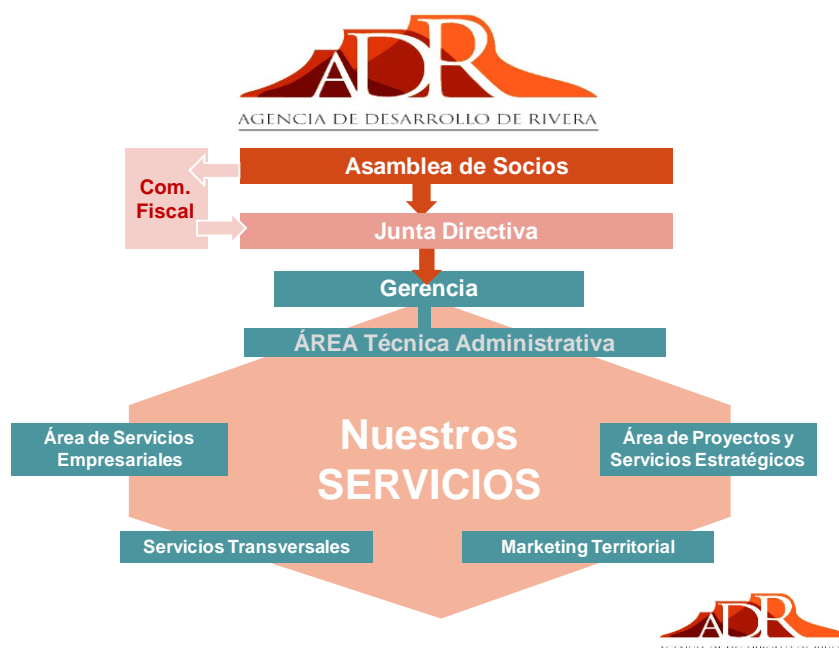 ADR
AGENCIA DE DESARROLLO DE RIVERA
Asamblea de Socios
Com.
Fiscal
Junta Directiva
Gerencia
ÁREA Técnica Administrativa
Nuestros
SERVICIOS
Área de Servicios
Empresariales
Área de Proyectos y
Servicios Estratégicos
Servicios Transversales
Marketing Territorial
ADR